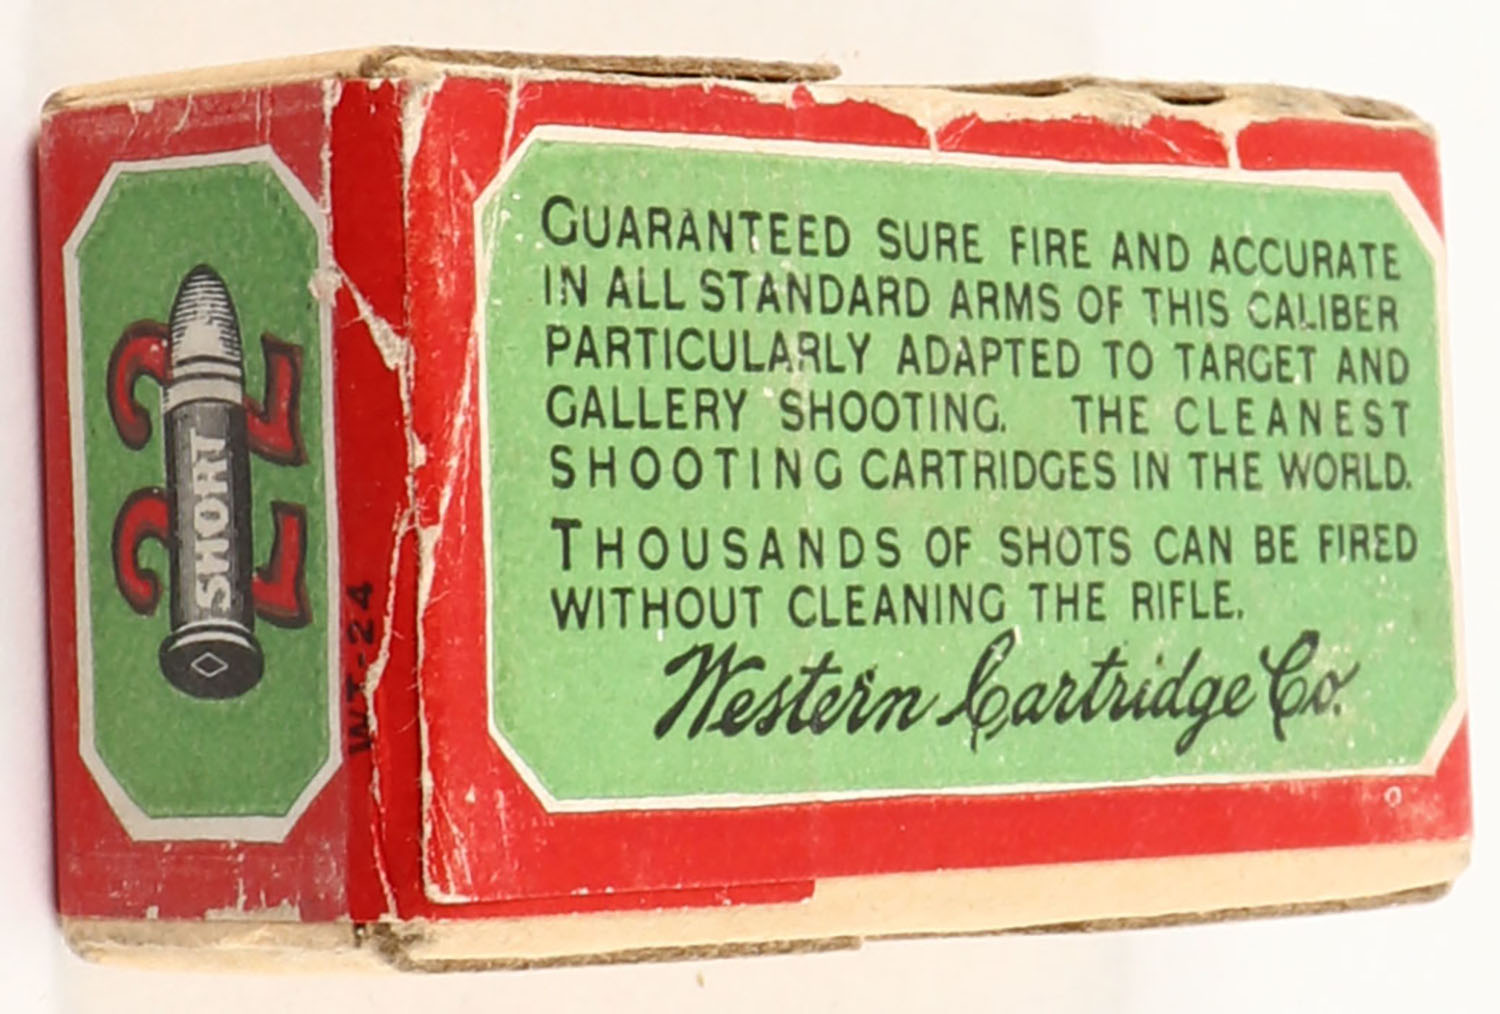 22
22
SHORT
WT-24
GUARANTEED SURE FIRE AND ACCURATE
IN ALL STANDARD ARMS OF THIS CALIBER
PARTICULARLY ADAPTED TO TARGET AND
GALLERY SHOOTING. THE CLEANEST
SHOOTING CARTRIDGES IN THE WORLD.
THOUSANDS OF SHOTS CAN BE FIRED
WITHOUT CLEANING THE RIFLE.
Western Cartridge Co.